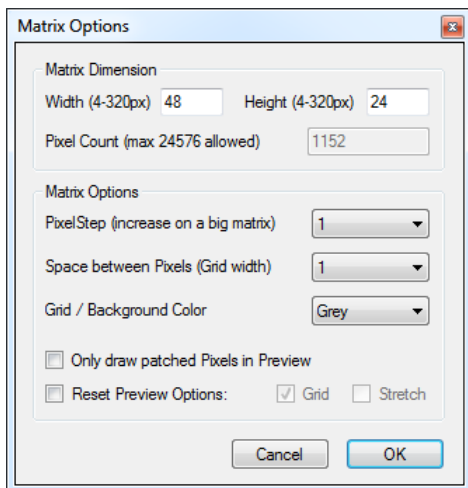 Matrix Options
Matrix Dimension
Width (4-320px) 48 Height (4-320px) 24
Pixel Count (max 24576 allowed) 1152
Matrix Options
PixelStep (increase on a big matrix) 1
Space between Pixels (Grid width) 1
Grid / Background Color Grey
Only draw patched Pixels in Preview
Reset Preview Options: Grid Stretch
Cancel OK